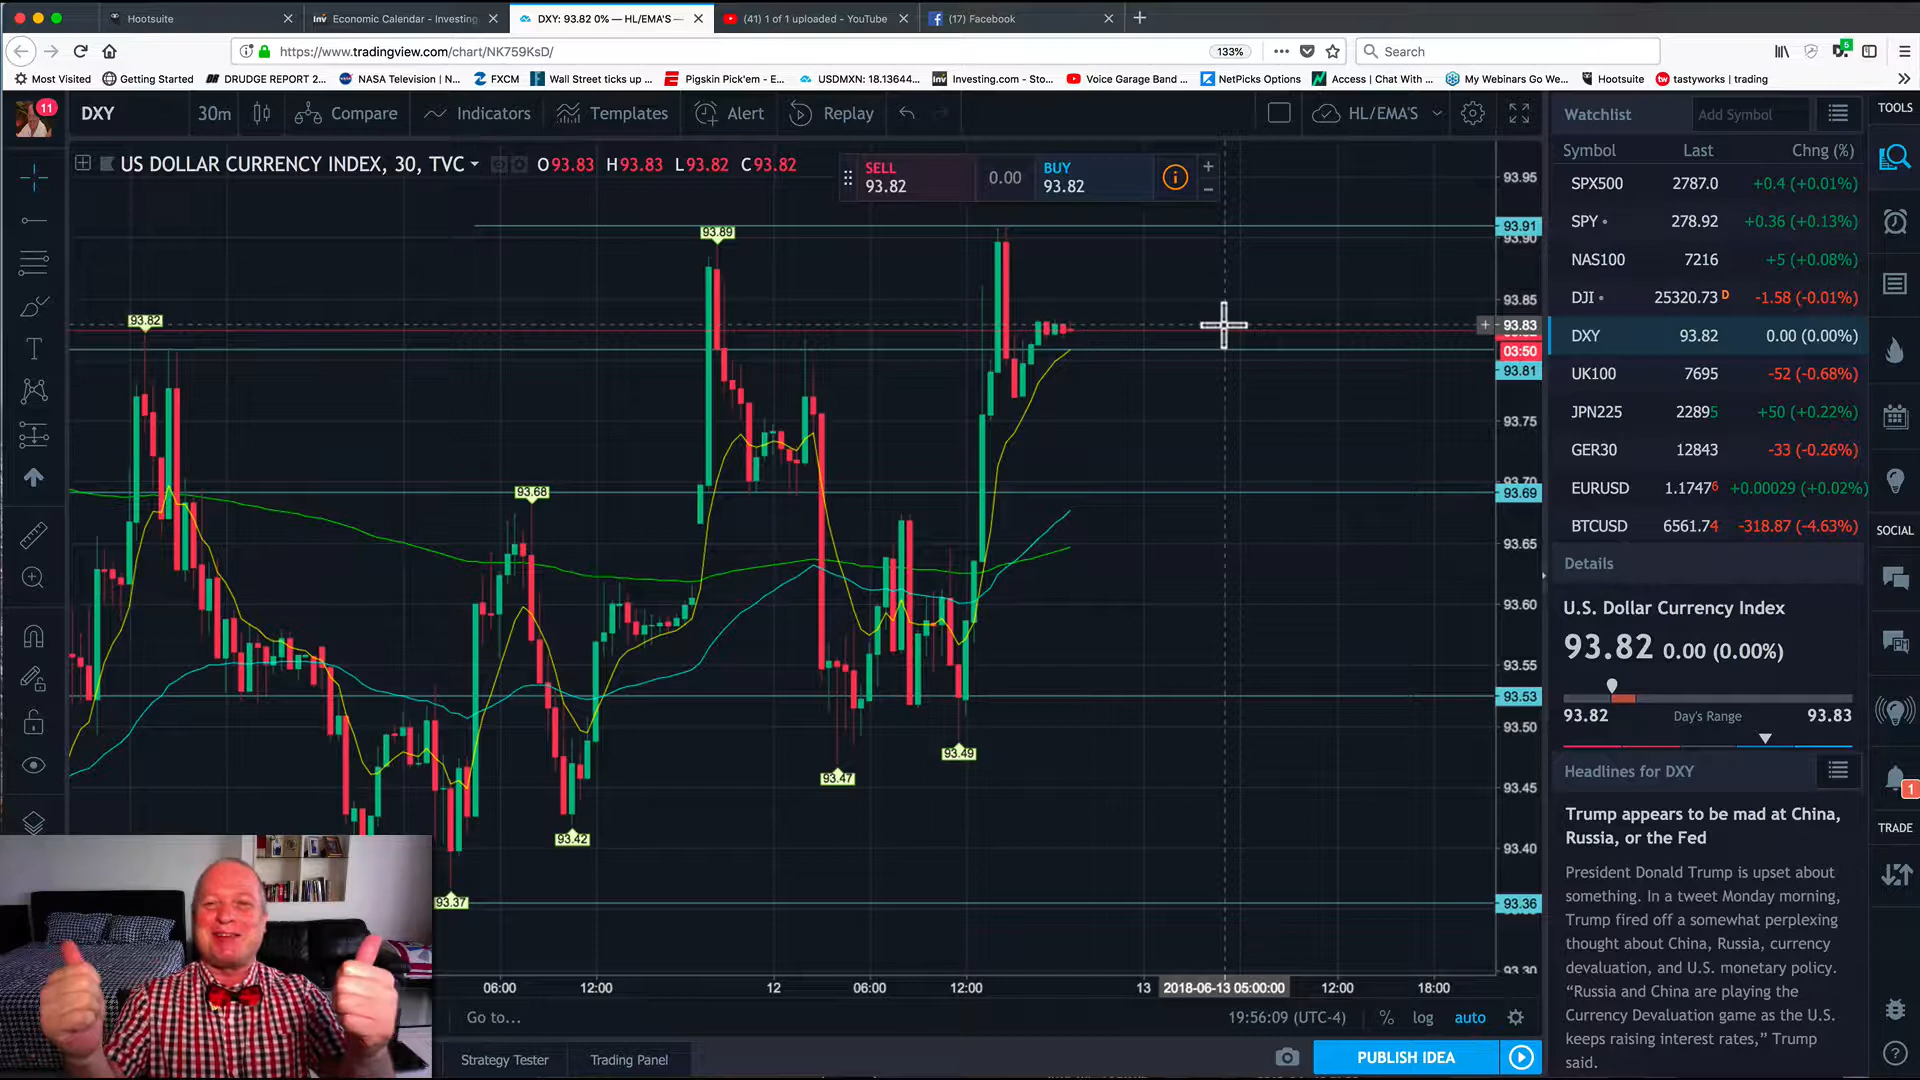 Hootsuite
Economic Calendar - Investing.
DXY: 93.82 0% — HL/EMA'S —
(41) 1 of 1 uploaded - YouTube
(17) Facebook
https://www.tradingview.com/chart/NK759KsD/
133%
Search
5
Most Visited
Getting Started
DRUDGE REPORT 2...
NASA Television | N...
FXCM
Wall Street ticks up ...
Pigskin Pick'em - E...
USDMXN: 18.13644...
Investing.com - Sto...
Voice Garage Band ...
NetPicks Options
Access | Chat With ...
My Webinars Go We...
Hootsuite
tastyworks | trading
11
DXY
30m
Compare
Indicators
Templates
Alert
Replay
HL/EMA'S
US DOLLAR CURRENCY INDEX, 30, TVC
O93.83 H93.83 L93.82 C93.82
SELL
93.82
0.00
BUY
93.82
93.82
93.89
93.68
93.47
93.49
93.42
93.37
93.95
93.91
93.90
93.85
93.83
03:50
93.81
93.75
93.70
93.69
93.65
93.60
93.55
93.53
93.50
93.45
93.40
93.36
93.30
06:00
12:00
12
06:00
12:00
13
2018-06-13 05:00:00
12:00
18:00
Go to...
19:56:09 (UTC-4)
%
log
auto
Strategy Tester
Trading Panel
PUBLISH IDEA
Watchlist
Add Symbol
Symbol Last Chng (%)
SPX500 2787.0 +0.4 (+0.01%)
SPY 278.92 +0.36 (+0.13%)
NAS100 7216 +5 (+0.08%)
DJI 25320.73 D -1.58 (-0.01%)
DXY 93.82 0.00 (0.00%)
UK100 7695 -52 (-0.68%)
JPN225 22895 +50 (+0.22%)
GER30 12843 -33 (-0.26%)
EURUSD 1.17476 +0.00029 (+0.02%)
BTCUSD 6561.74 -318.87 (-4.63%)
Details
U.S. Dollar Currency Index
93.82 0.00 (0.00%)
93.82 Day's Range 93.83
Headlines for DXY
Trump appears to be mad at China,
Russia, or the Fed
President Donald Trump is upset about
something. In a tweet Monday morning,
Trump fired off a somewhat perplexing
thought about China, Russia, currency
devaluation, and U.S. monetary policy.
“Russia and China are playing the
Currency Devaluation game as the U.S.
keeps raising interest rates,” Trump
said.
TOOLS
SOCIAL
1
TRADE